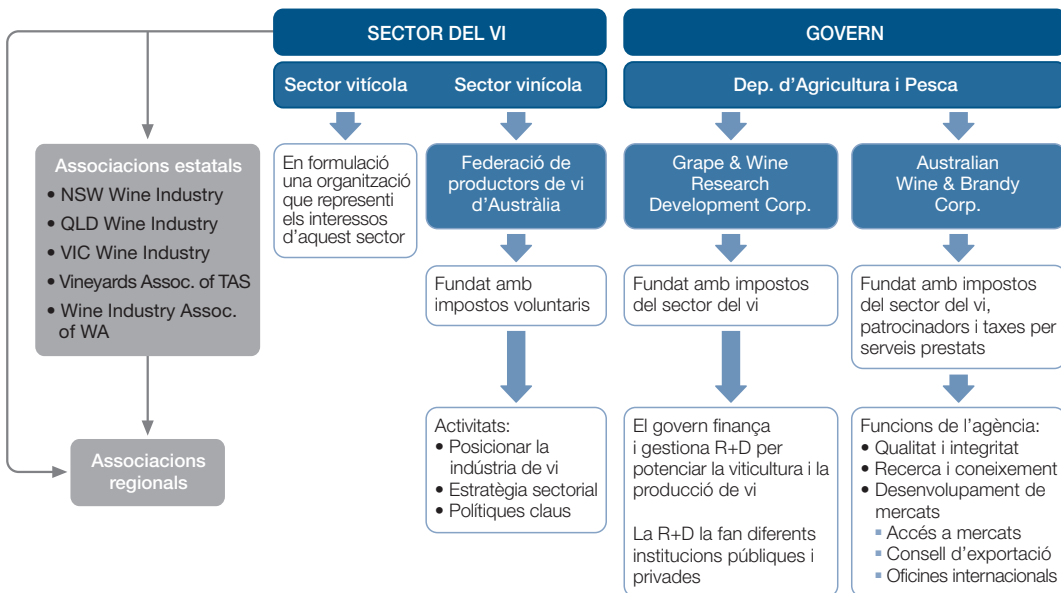 SECTOR DEL VI
GOVERN
Sector vitícola
Sector vinícola
Dep. d'Agricultura i Pesca
Associacions estatals
• NSW Wine Industry
• QLD Wine Industry
• VIC Wine Industry
• Vineyards Assoc. of TAS
• Wine Industry Assoc.
of WA
Associacions
regionals
En formulació
una organització
que representi
els interessos
d'aquest sector
Federació de
productors de vi
d'Austràlia
Fundat amb
impostos voluntaris
Activitats:
• Posicionar la
indústria de vi
• Estratègia sectorial
• Polítiques claus
Grape & Wine
Research
Development Corp.
Fundat amb impostos
del sector del vi
El govern finança
i gestiona R+D per
potenciar la viticultura i la
producció de vi
La R+D la fan diferents
institucions públiques i
privades
Australian
Wine & Brandy
Corp.
Fundat amb impostos
del sector del vi,
patrocinadors i taxes per
serveis prestats
Funcions de l'agència:
• Qualitat i integritat
• Recerca i coneixement
• Desenvolupament de
mercats
▪ Accés a mercats
▪ Consell d'exportació
▪ Oficines internacionals